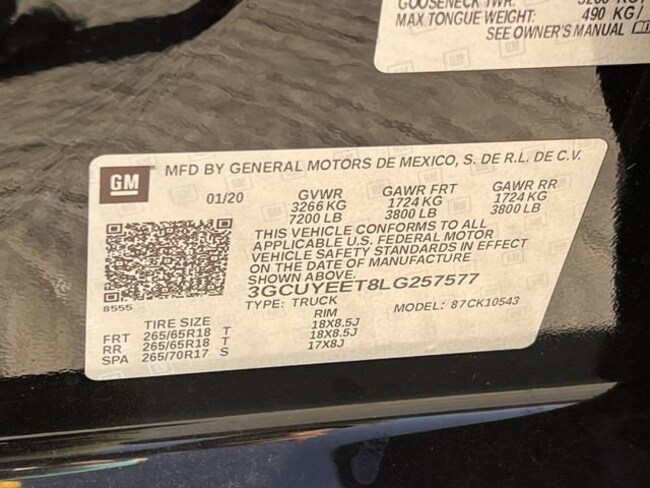 GOOSENECK TWR:
MAX TONGUE WEIGHT: 490 KG /
SEE OWNER'S MANUAL
GM
MFD BY GENERAL MOTORS DE MEXICO, S. DE R.L. DE C.V.
01/20 GVWR GAWR FRT GAWR RR
3266 KG 1724 KG 1724 KG
7200 LB 3800 LB 3800 LB
THIS VEHICLE CONFORMS TO ALL
APPLICABLE U.S. FEDERAL MOTOR
VEHICLE SAFETY STANDARDS IN EFFECT
ON THE DATE OF MANUFACTURE
SHOWN ABOVE.
3GCUYEET8LG257577
8555
TYPE: TRUCK MODEL: 87CK10543
TIRE SIZE RIM
FRT 265/65R18 T 18X8.5J
RR 265/65R18 T 18X8.5J
SPA 265/70R17 S 17X8J